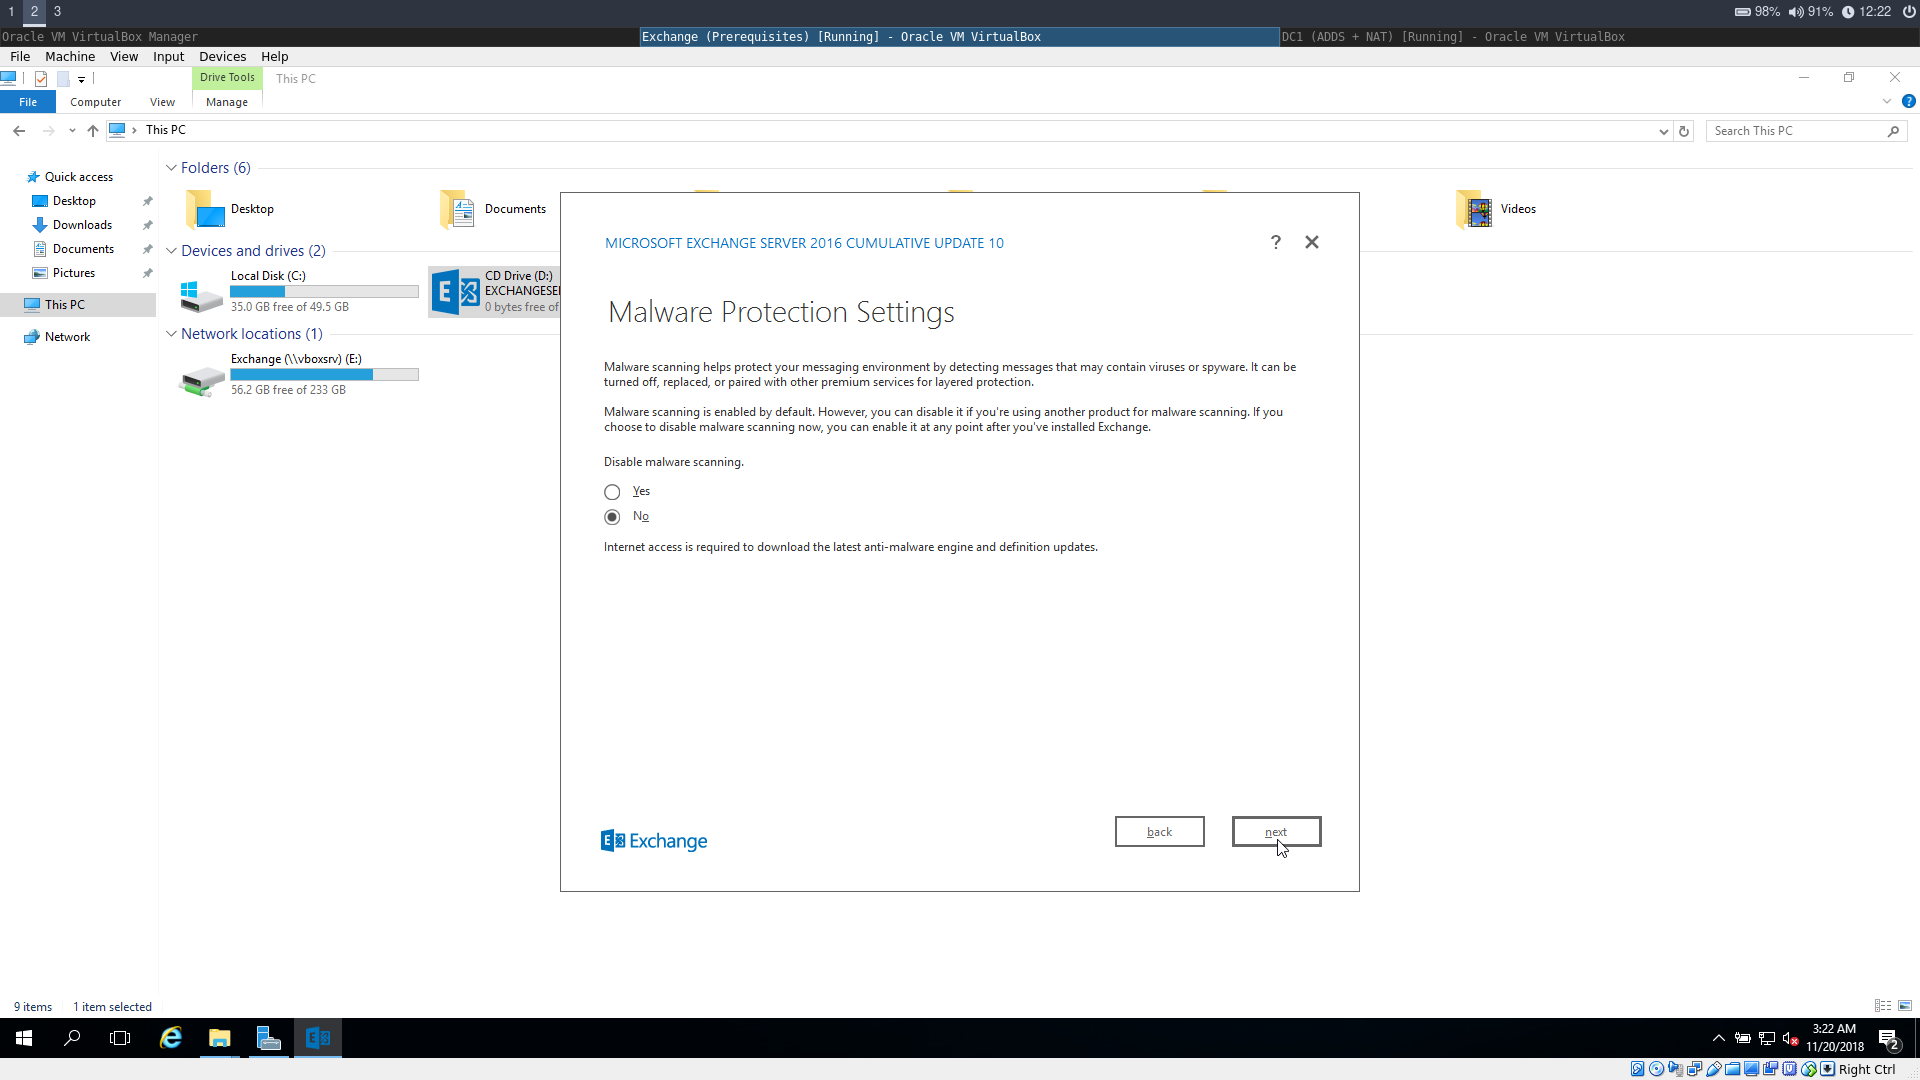 1 2 3
98% 91% 12:22
Oracle VM VirtualBox Manager
Exchange (Prerequisites) [Running] - Oracle VM VirtualBox
DC1 (ADDS + NAT) [Running] - Oracle VM VirtualBox
File Machine View Input Devices Help
Drive Tools This PC
File Computer View Manage
This PC
Search This PC
Quick access
Desktop
Downloads
Documents
Pictures
This PC
Network
Folders (6)
Desktop
Documents
Videos
Devices and drives (2)
Local Disk (C:)
35.0 GB free of 49.5 GB
CD Drive (D:)
EXCHANGESE
0 bytes free of
Network locations (1)
Exchange (\\vboxsrv) (E:)
56.2 GB free of 233 GB
MICROSOFT EXCHANGE SERVER 2016 CUMULATIVE UPDATE 10
?
Malware Protection Settings
Malware scanning helps protect your messaging environment by detecting messages that may contain viruses or spyware. It can be
turned off, replaced, or paired with other premium services for layered protection.
Malware scanning is enabled by default. However, you can disable it if you're using another product for malware scanning. If you
choose to disable malware scanning now, you can enable it at any point after you've installed Exchange.
Disable malware scanning.
Yes
No
Internet access is required to download the latest anti-malware engine and definition updates.
Exchange
back
next
9 items 1 item selected
3:22 AM
11/20/2018
2
Right Ctrl